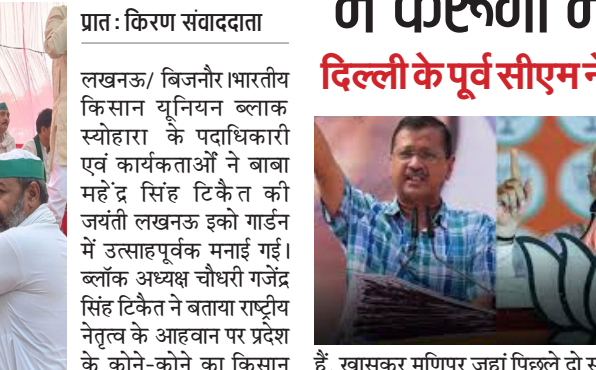 प्रात: किरण संवाददाता
लखनऊ/ बिजनौर।भारतीय
किसान यूनियन ब्लाक
स्योहारा के पदाधिकारी
एवं कार्यकर्ताओं ने बाबा
महेंद्र सिंह टिकैत की
जयंती लखनऊ इको गार्डन
में उत्साहपूर्वक मनाई गई।
ब्लॉक अध्यक्ष चौधरी गजेंद्र
सिंह टिकैत ने बताया राष्ट्रीय
नेतृत्व के आहवान पर प्रदेश
के कोने-कोने का किसान
में करूंगी
दिल्ली के पूर्व सीएम ने
हैं, खासकर मणिपुर जहां पिछले दो